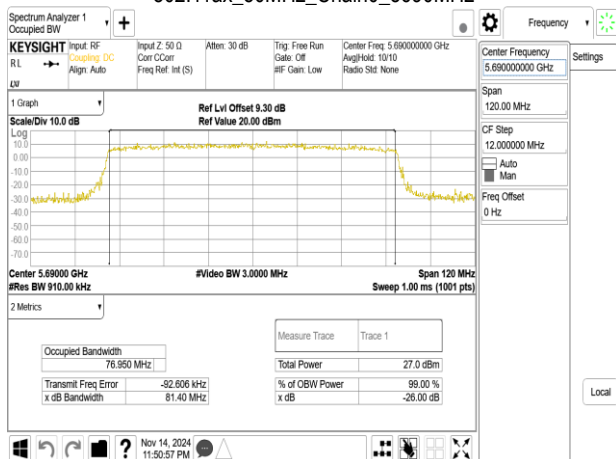 Spectrum Analyzer 1
Occupied BW
Frequency
KEYSIGHT
RL
Align: Auto
Input: RF
Coupling: DC
Input Z: 50 Ω
Corr CCorr
Freq Ref: Int (S)
Atten: 30 dB
Trig: Free Run
Gate: Off
#IF Gain: Low
Center Freq: 5.690000000 GHz
Avg|Hold: 10/10
Radio Std: None
LXI
1 Graph
Scale/Div 10.0 dB
Ref Lvl Offset 9.30 dB
Ref Value 20.00 dBm
Log
10.0
0.00
-10.0
-20.0
-30.0
-40.0
-50.0
-60.0
-70.0
Center 5.69000 GHz
#Res BW 910.00 kHz
#Video BW 3.0000 MHz
Span 120 MHz
Sweep 1.00 ms (1001 pts)
2 Metrics
Measure Trace
Trace 1
Occupied Bandwidth
76.950 MHz
Total Power
27.0 dBm
Transmit Freq Error
-92.606 kHz
% of OBW Power
99.00 %
x dB Bandwidth
81.40 MHz
x dB
-26.00 dB
Center Frequency
5.690000000 GHz
Settings
Span
120.00 MHz
CF Step
12.000000 MHz
Auto
Man
Freq Offset
0 Hz
Local
?
Nov 14, 2024
11:50:57 PM